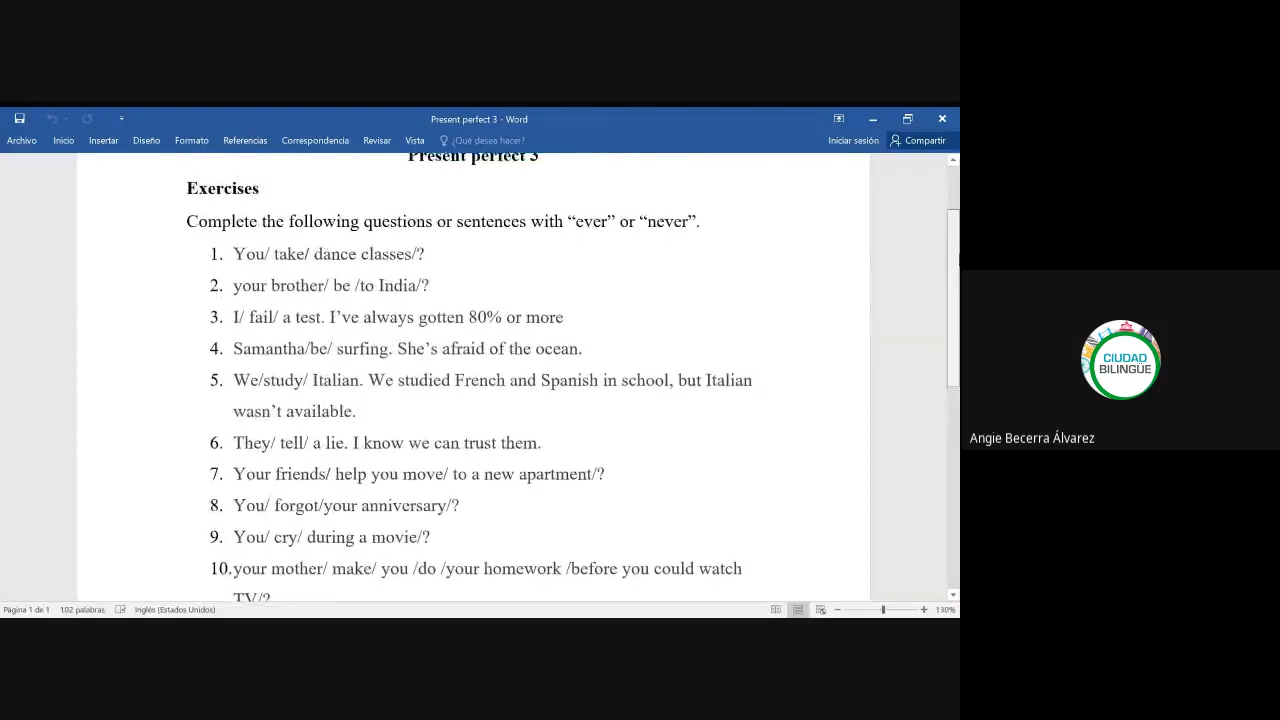 Present perfect 3 - Word
Archivo Inicio Insertar Diseño Formato Referencias Correspondencia Revisar Vista ¿Qué desea hacer? Iniciar sesión Compartir
Present perfect 3
Exercises
Complete the following questions or sentences with “ever” or “never”.
1. You/ take/ dance classes/?
2. your brother/ be /to India/?
3. I/ fail/ a test. I’ve always gotten 80% or more
4. Samantha/be/ surfing. She’s afraid of the ocean.
5. We/study/ Italian. We studied French and Spanish in school, but Italian
wasn’t available.
6. They/ tell/ a lie. I know we can trust them.
7. Your friends/ help you move/ to a new apartment/?
8. You/ forgot/your anniversary/?
9. You/ cry/ during a movie/?
10. your mother/ make/ you /do /your homework /before you could watch
TV/?
Página 1 de 1 102 palabras Inglés (Estados Unidos) 130%
CIUDAD
BILINGÜE
Angie Becerra Álvarez